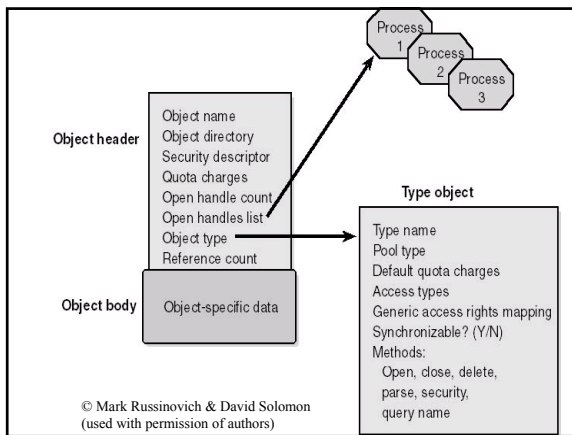 Process
1
Process
2
Process
3
Object header
Object name
Object directory
Security descriptor
Quota charges
Open handle count
Open handles list
Object type
Reference count
Object body
Object-specific data
Type object
Type name
Pool type
Default quota charges
Access types
Generic access rights mapping
Synchronizable? (Y/N)
Methods:
Open, close, delete,
parse, security,
query name
© Mark Russinovich & David Solomon
(used with permission of authors)